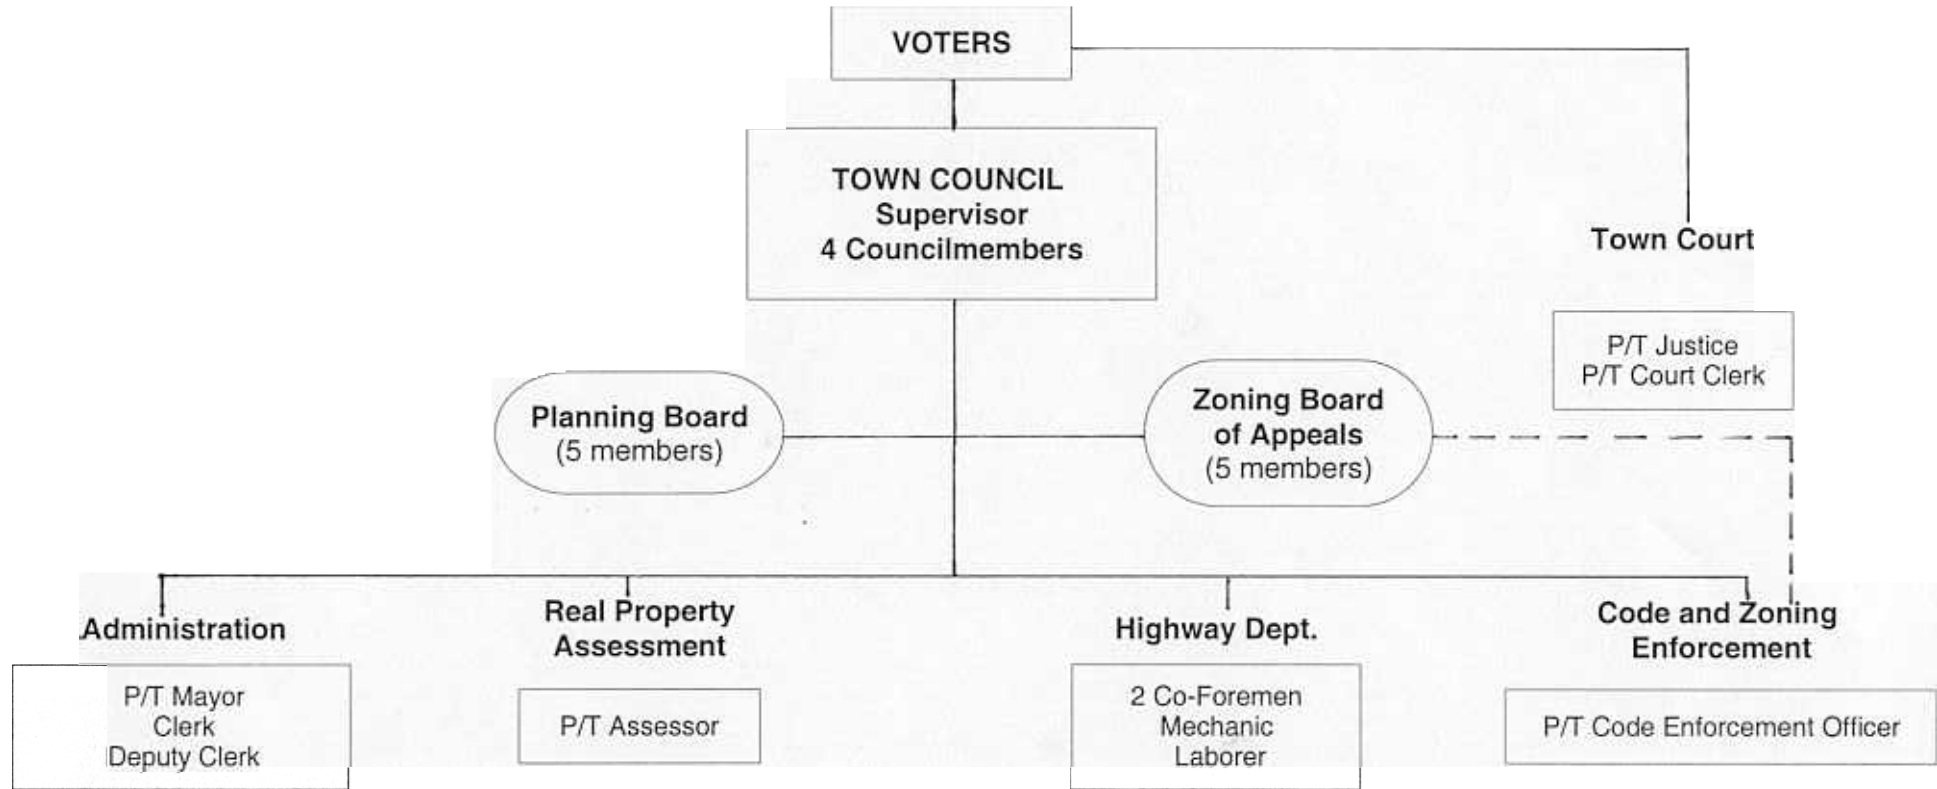 VOTERS
TOWN COUNCIL
Supervisor
4 Councilmembers
Town Court
P/T Justice
P/T Court Clerk
Planning Board
(5 members)
Zoning Board
of Appeals
(5 members)
Administration
P/T Mayor
Clerk
Deputy Clerk
Real Property
Assessment
P/T Assessor
Highway Dept.
2 Co-Foremen
Mechanic
Laborer
Code and Zoning
Enforcement
P/T Code Enforcement Officer